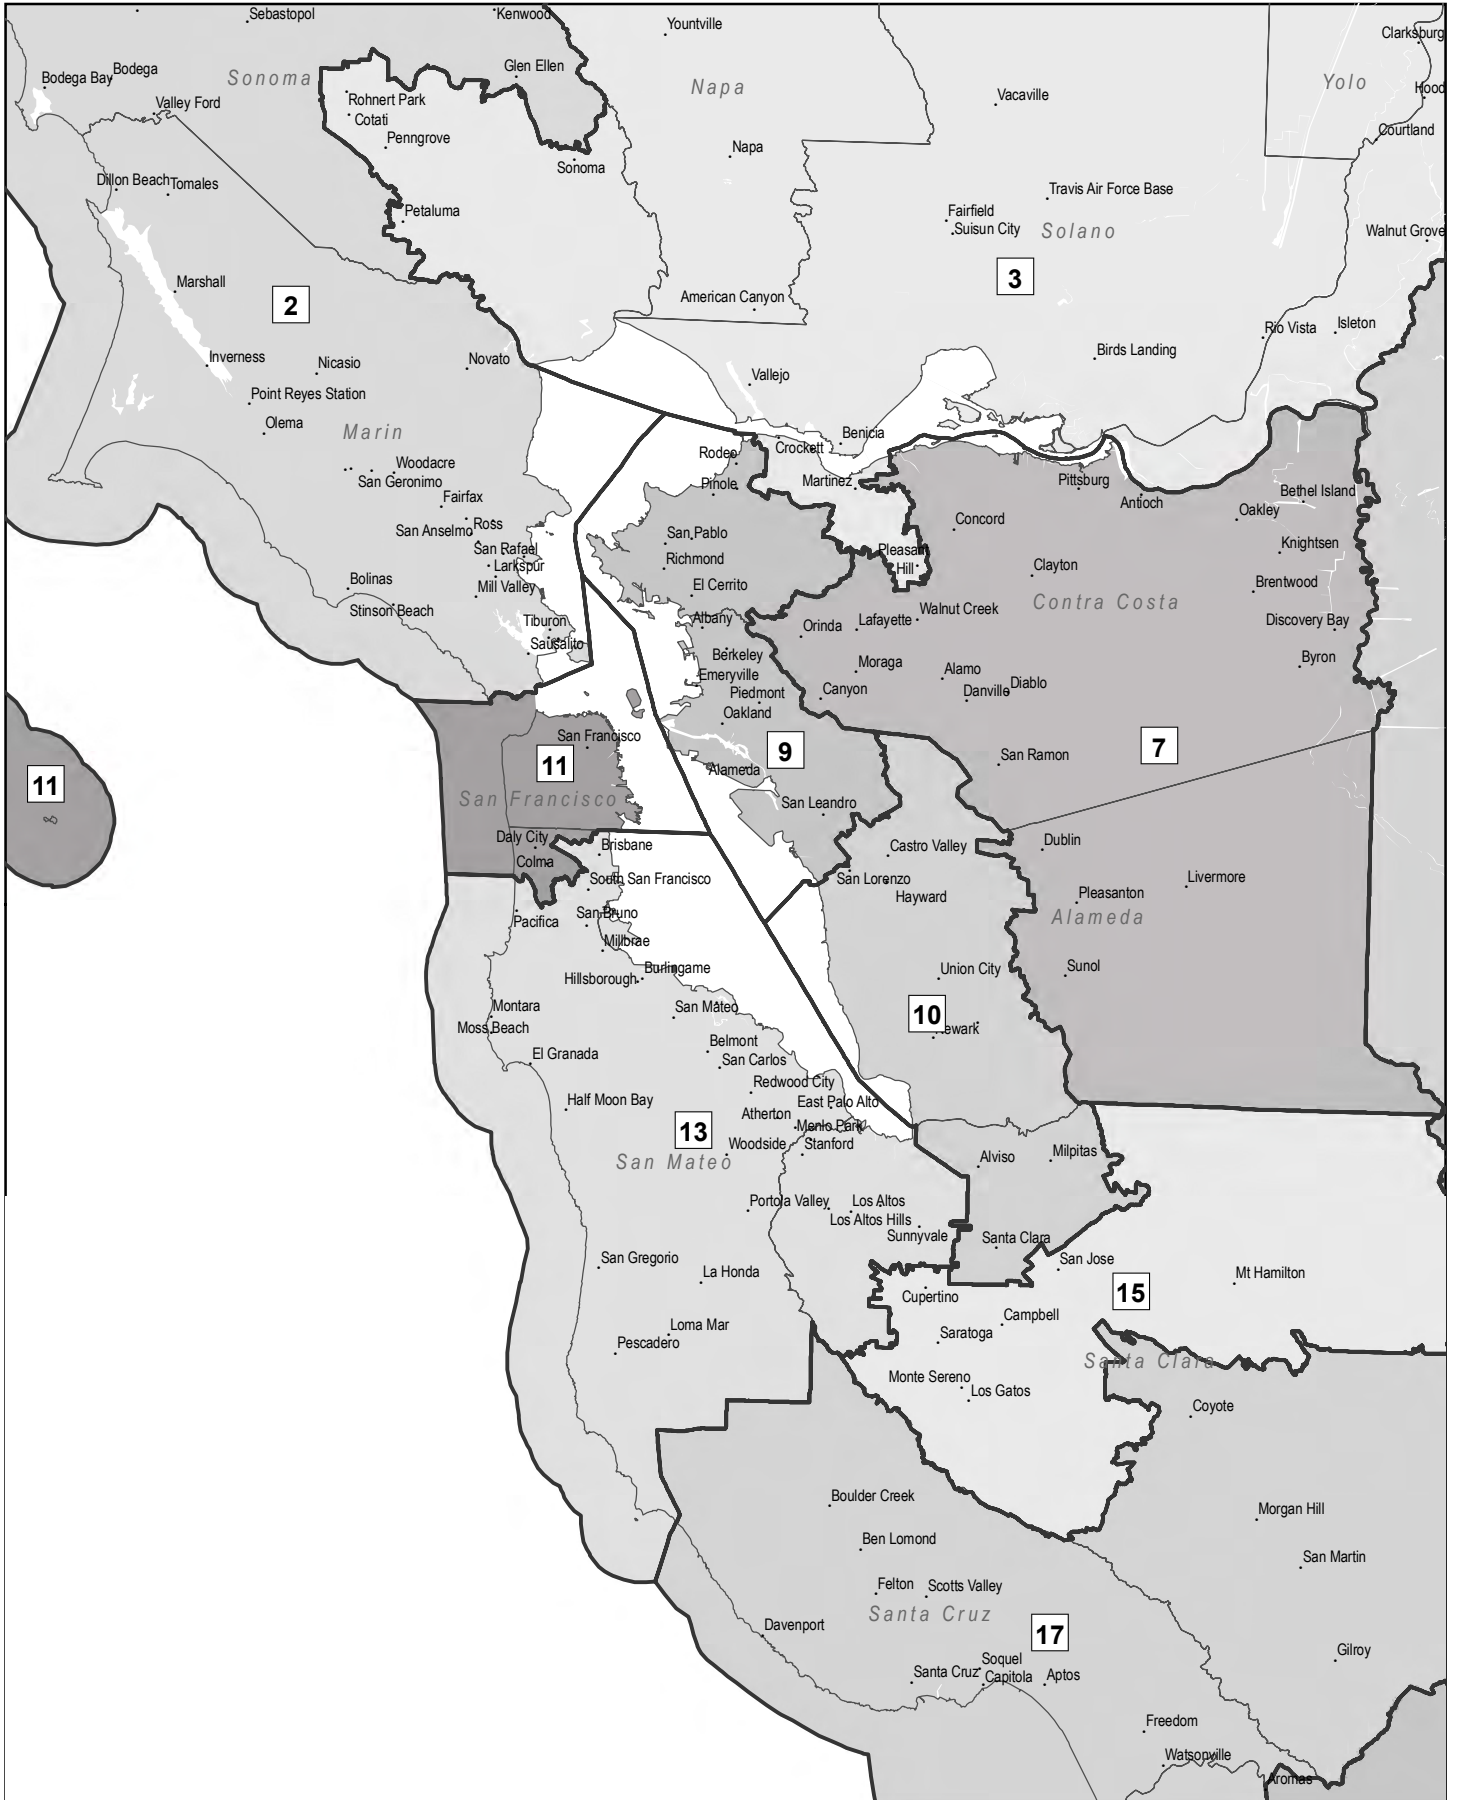 Sebastopol
Kenwood
Yountville
Clarksburg
Bodega Bay
Bodega
Sonoma
Glen Ellen
Napa
Yolo
Hood
Valley Ford
Rohnert Park
Cotati
Penngrove
Vacaville
Courtland
Napa
Sonoma
Dillon Beach
Tomales
Petaluma
Travis Air Force Base
Fairfield
Suisun City
Solano
Walnut Grove
Marshall
2
3
American Canyon
Rio Vista
Isleton
Inverness
Nicasio
Novato
Birds Landing
Vallejo
Point Reyes Station
Olema
Marin
Benicia
Crockett
Rodeo
Woodacre
San Geronimo
Pinole
Martinez
Pittsburg
Antioch
Bethel Island
Oakley
Fairfax
San Anselmo
Ross
San Rafael
Larkspur
Mill Valley
San Pablo
Richmond
Concord
Pleasant
Hill
Knightsen
Clayton
Brentwood
Bolinas
Stinson Beach
El Cerrito
Contra Costa
Albany
Orinda
Lafayette
Walnut Creek
Discovery Bay
Tiburon
Sausalito
Berkeley
Emeryville
Moraga
Alamo
Byron
Piedmont
Canyon
Danville
Diablo
Oakland
San Francisco
9
7
San Ramon
11
11
Alameda
San Francisco
San Leandro
Daly City
Colma
Brisbane
Castro Valley
Dublin
South San Francisco
San Lorenzo
Hayward
Livermore
Pleasanton
Alameda
Pacifica
San Bruno
Millbrae
Hillsborough
Burlingame
Union City
Sunol
Montara
Moss Beach
San Mateo
10
ewark
El Granada
Belmont
San Carlos
Redwood City
Half Moon Bay
East Palo Alto
Atherton
Menlo Park
13
Woodside
Stanford
San Mateo
Alviso
Milpitas
Portola Valley
Los Altos
Los Altos Hills
Sunnyvale
Santa Clara
San Jose
San Gregorio
La Honda
Mt Hamilton
15
Cupertino
Campbell
Loma Mar
Pescadero
Saratoga
Santa Clara
Monte Sereno
Los Gatos
Coyote
Boulder Creek
Morgan Hill
Ben Lomond
San Martin
Felton
Scotts Valley
Santa Cruz
Davenport
17
Gilroy
Soquel
Santa Cruz
Capitola
Aptos
Freedom
Watsonville
Aromas